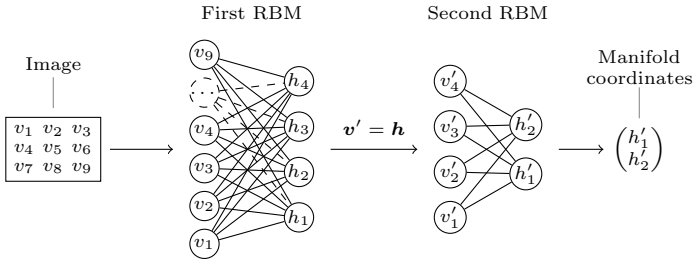 First RBM
Second RBM
Image
v₁ v₂ v₃
v₄ v₅ v₆
v₇ v₈ v₉
v₉
...
v₄
v₃
v₂
v₁
h₄
h₃
h₂
h₁
v′ = h
v′₄
v′₃
v′₂
v′₁
h′₂
h′₁
Manifold
coordinates
(h′₁
h′₂)